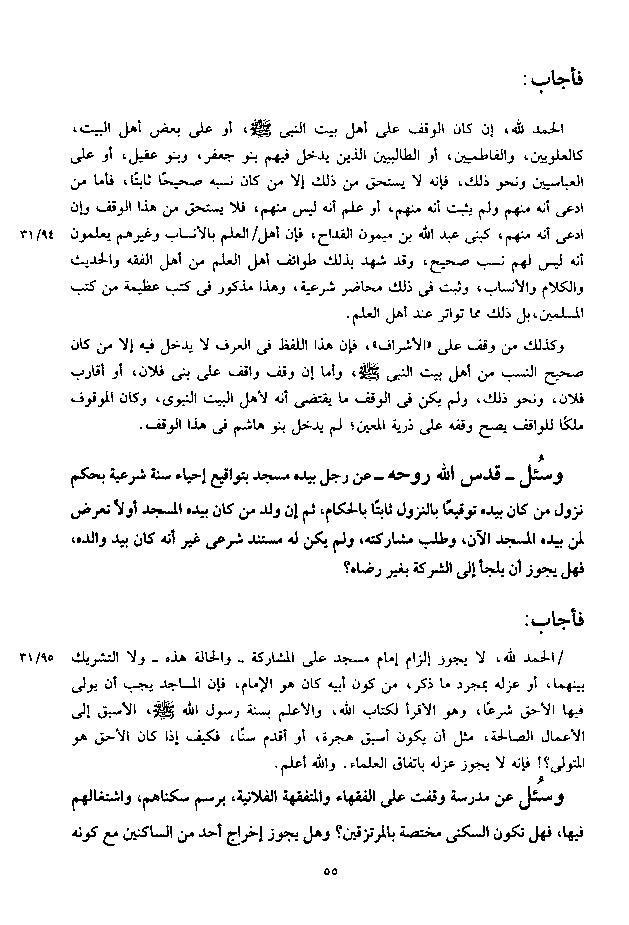 فأجاب :
الحمد لله، إن كان الوقف على أهل بيت النبى ﷺ، أو على بعض أهل البيت،
كالعلويين، والفاطميين، أو الطالبيين الذين يدخل فيهم بنو جعفر، وبنو عقيل، أو على
العباسيين ونحو ذلك، فإنه لا يستحق من ذلك إلا من كان نسبه صحيحًا ثابتًا، فأما من
ادعى أنه منهم ولم يثبت أنه منهم، أو علم أنه ليس منهم، فلا يستحق من هذا الوقف وإن
ادعى أنه منهم، كبنى عبد الله بن ميمون القداح، فإن أهل/ العلم بالأنساب وغيرهم يعلمون ٣١/٩٤
أنه ليس لهم نسب صحيح، وقد شهد بذلك طوائف أهل العلم من أهل الفقه والحديث
والكلام والأنساب، وثبت فى ذلك محاضر شرعية، وهذا مذكور فى كتب عظيمة من كتب
المسلمين، بل ذلك مما تواتر عند أهل العلم.
وكذلك من وقف على «الأشراف»، فإن هذا اللفظ فى العرف لا يدخل فيه إلا من كان
صحيح النسب من أهل بيت النبى ﷺ، وأما إن وقف واقف على بنى فلان، أو أقارب
فلان، ونحو ذلك، ولم يكن فى الوقف ما يقتضى أنه لأهل البيت النبوى، وكان الموقوف
ملكًا للواقف يصح وقفه على ذرية المعين؛ لم يدخل بنو هاشم فى هذا الوقف.
وسُئل ـ قدس الله روحه ـ عن رجل بيده مسجد بتواقيع إحياء سنة شرعية بحكم
نزول من كان بيده توقيعًا بالنزول ثابتًا بالحكام، ثم إن ولد من كان بيده المسجد أولاً تعرض
لمن بيده المسجد الآن، وطلب مشاركته، ولم يكن له مستند شرعى غير أنه كان بيد والده،
فهل يجوز أن يلجأ إلى الشركة بغير رضاه؟
فأجاب :
/ الحمد لله، لا يجوز إلزام إمام مسجد على المشاركة ـ والحالة هذه ـ ولا التشريك ٣١/٩٥
بينهما، أو عزله بمجرد ما ذكر، من كون أبيه كان هو الإمام، فإن المساجد يجب أن يولى
فيها الأحق شرعًا، وهو الأقرأ لكتاب الله، والأعلم بسنة رسول الله ﷺ، الأسبق إلى
الأعمال الصالحة، مثل أن يكون أسبق هجرة، أو أقدم سنًا، فكيف إذا كان الأحق هو
المتولى؟! فإنه لا يجوز عزله باتفاق العلماء. والله أعلم.
وسُئل عن مدرسة وقفت على الفقهاء والمتفقهة الفلانية، برسم سكناهم، واشتغالهم
فيها، فهل تكون السكنى مختصة بالمرتزقين؟ وهل يجوز إخراج أحد من الساكنين مع كونه
٥٥